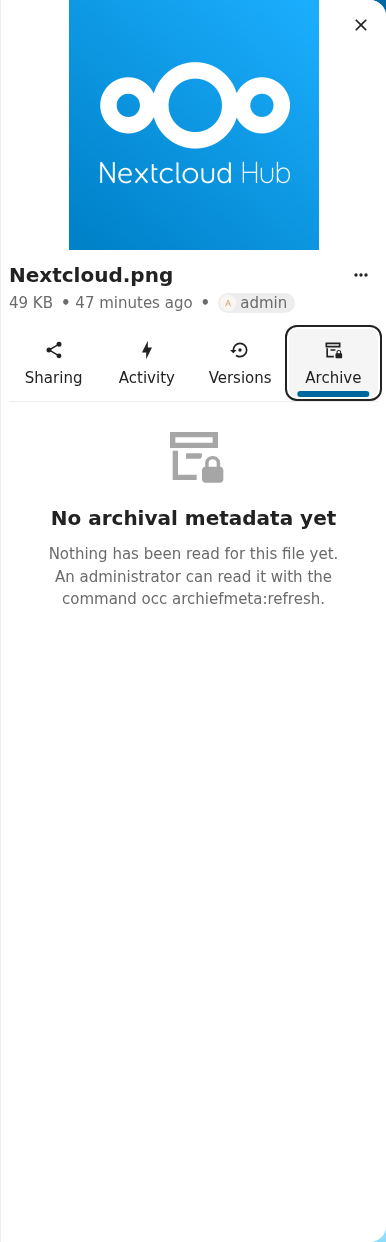 Nextcloud Hub
Nextcloud.png
49 KB • 47 minutes ago • A admin
Sharing
Activity
Versions
Archive
No archival metadata yet
Nothing has been read for this file yet.
An administrator can read it with the
command occ archiefmeta:refresh.